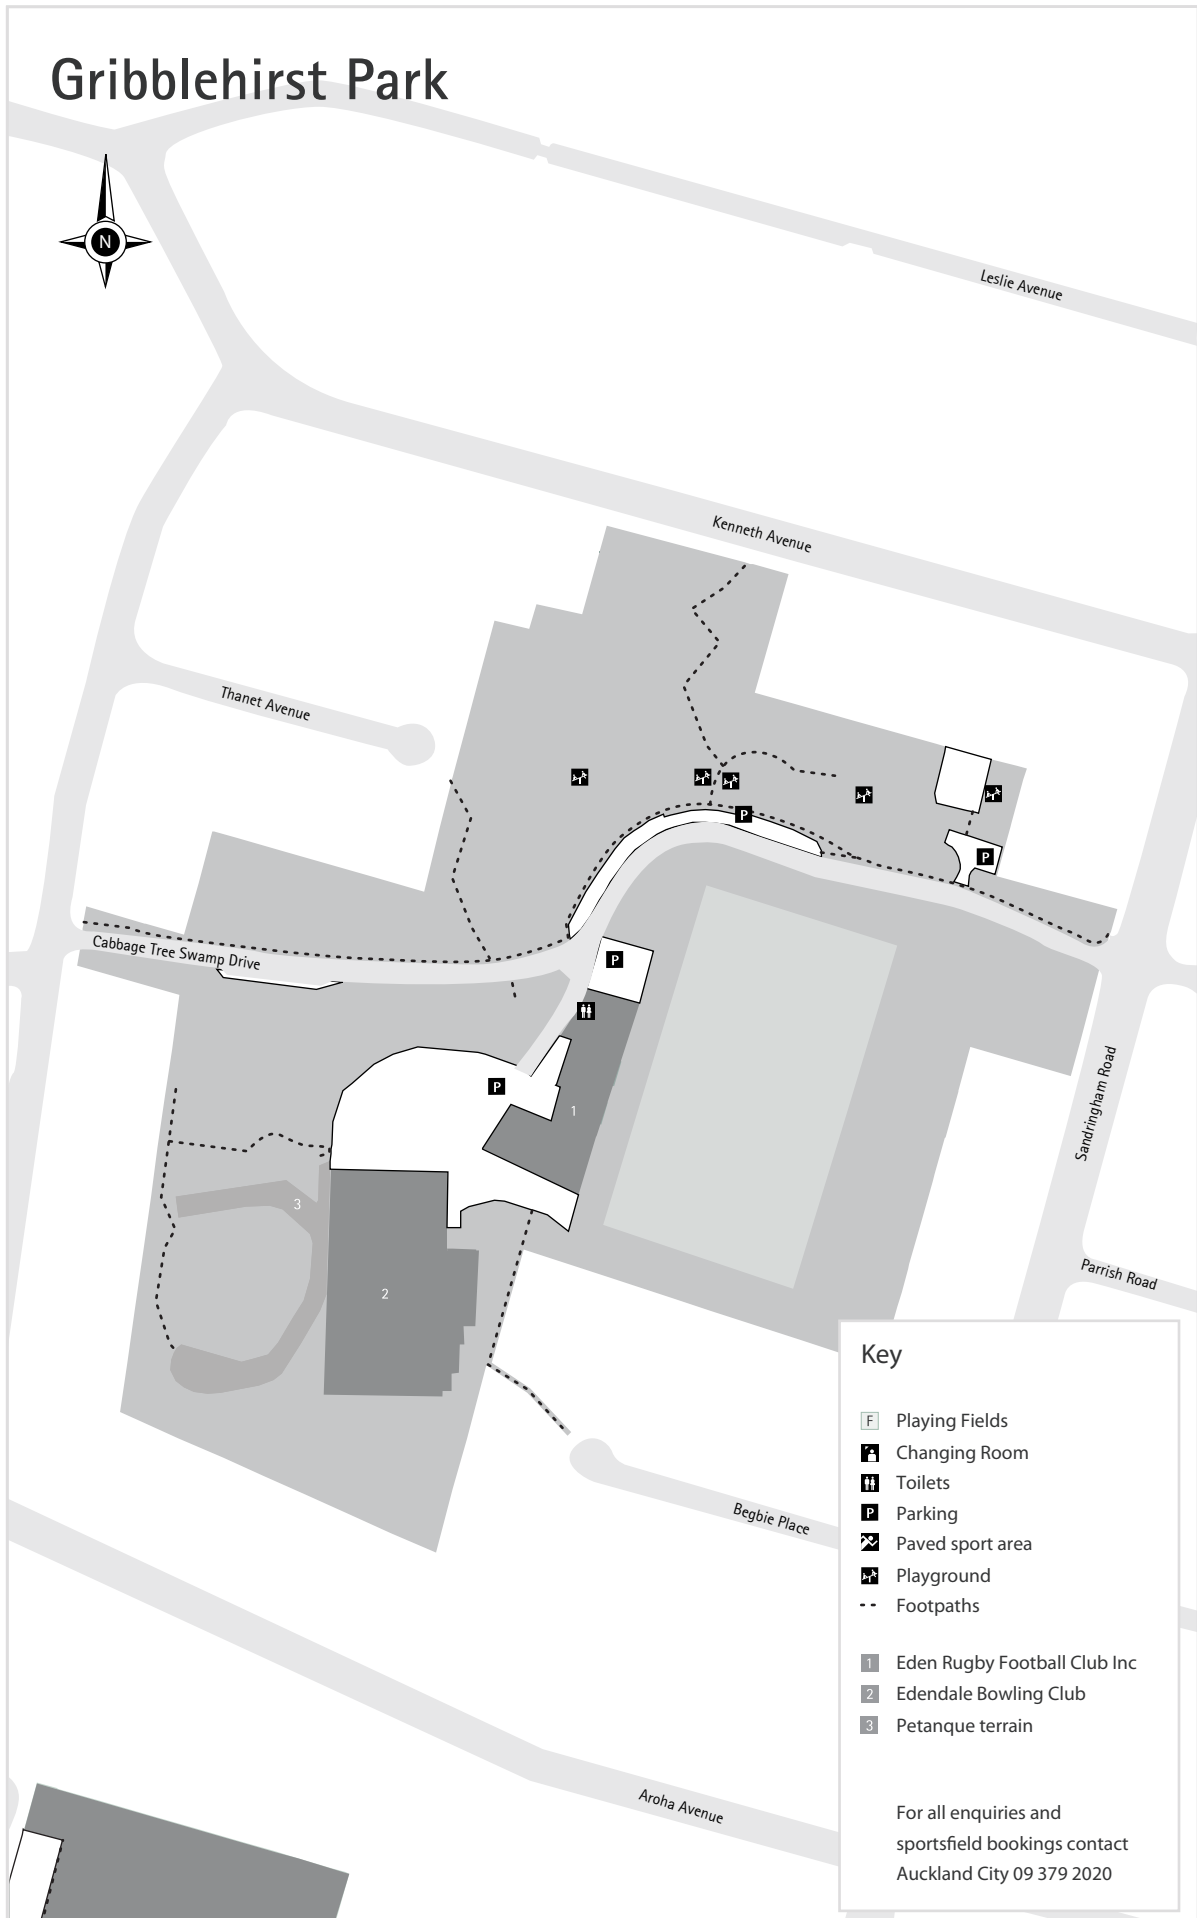 Gribblehirst Park
N
Leslie Avenue
Kenneth Avenue
Thanet Avenue
P
Cabbage Tree Swamp Drive
P
P
P
1
Sandringham Road
3
2
Parrish Road
Begbie Place
Aroha Avenue
Key
F Playing Fields
Changing Room
Toilets
P Parking
Paved sport area
Playground
Footpaths
1 Eden Rugby Football Club Inc
2 Edendale Bowling Club
3 Petanque terrain
For all enquiries and
sportsfield bookings contact
Auckland City 09 379 2020